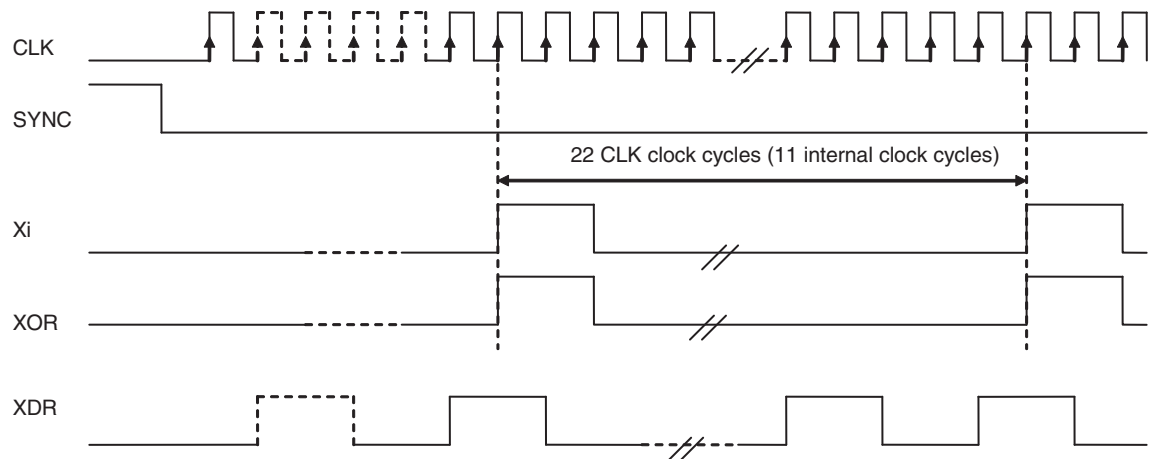 CLK
SYNC
22 CLK clock cycles (11 internal clock cycles)
Xi
XOR
XDR